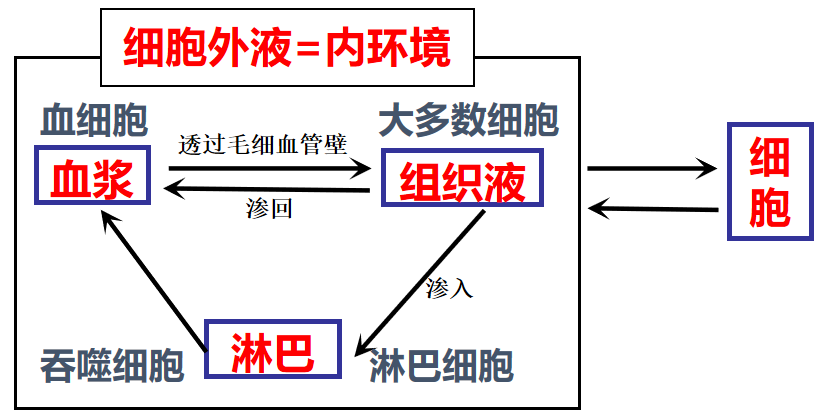 细胞外液=内环境
血细胞
大多数细胞
透过毛细血管壁
血浆
组织液
渗回
细
胞
渗入
淋巴
吞噬细胞
淋巴细胞